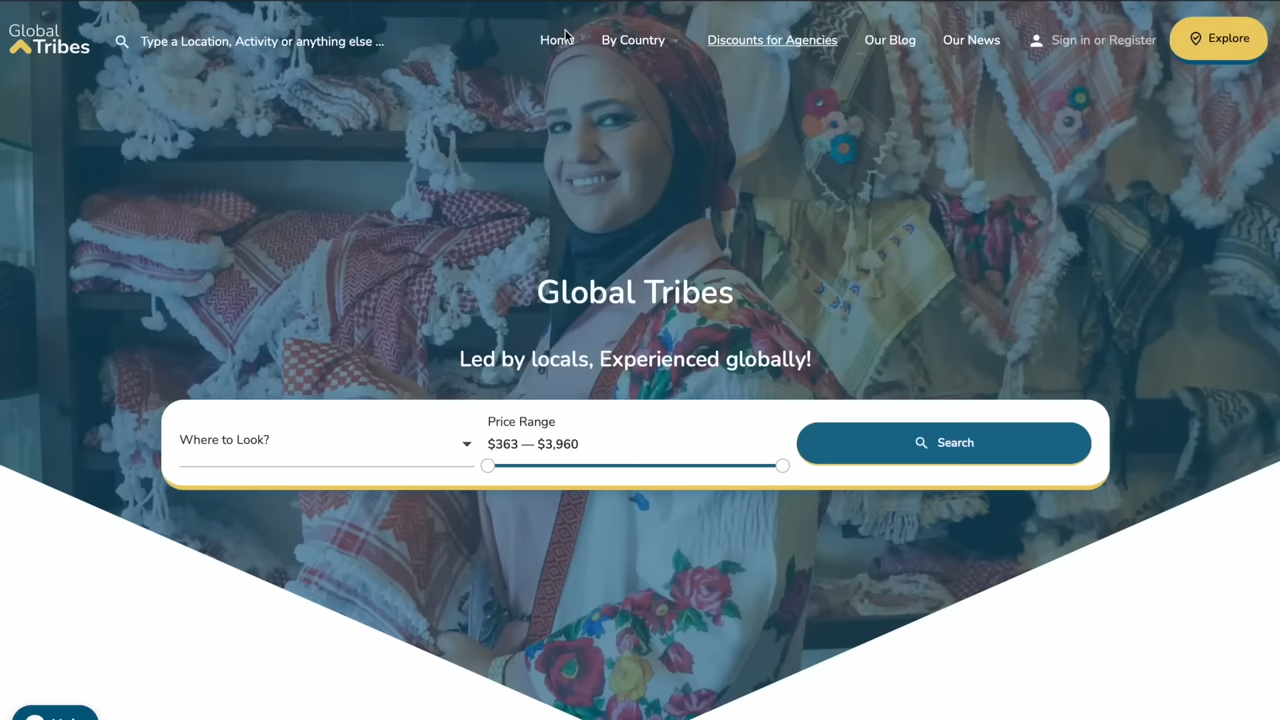 Global
Tribes
Type a Location, Activity or anything else ...
Home
By Country
Discounts for Agencies
Our Blog
Our News
Sign in or Register
Explore
Global Tribes
Led by locals, Experienced globally!
Where to Look?
Price Range
$363 — $3,960
Search